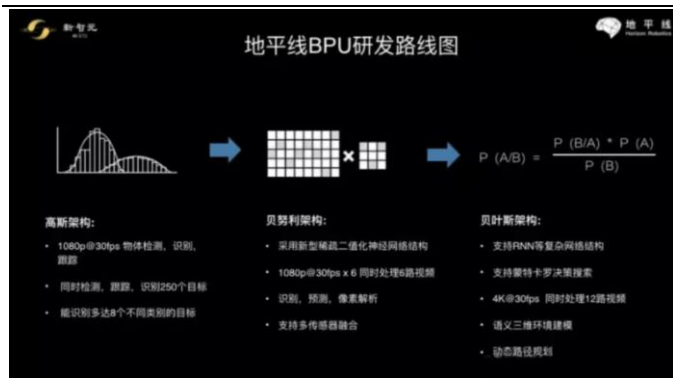 新智元
地平线
Horizon Robotics
地平线BPU研发路线图
P (A/B) =
P (B/A) * P (A)
P (B)
高斯架构:
• 1080p@30fps 物体检测、识别、
跟踪
• 同时检测、跟踪、识别250个目标
• 能识别多达8个不同类别的目标
贝努利架构:
• 采用新型稀疏二值化神经网络结构
• 1080p@30fps x 6 同时处理6路视频
• 识别、预测、像素解析
• 支持多传感器融合
贝叶斯架构:
• 支持RNN等复杂网络结构
• 支持蒙特卡罗决策搜索
• 4K@30fps 同时处理12路视频
• 语义三维环境建模
• 动态路径规划